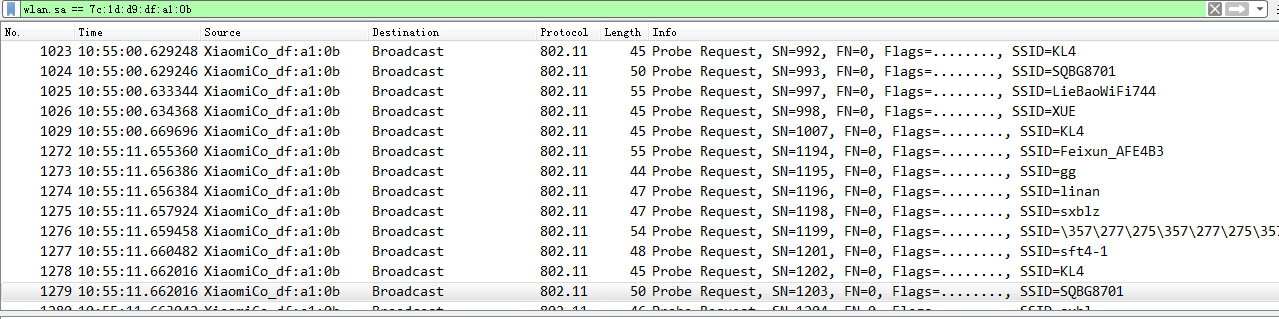 wlan.sa == 7c:1d:d9:df:a1:0b
No. Time Source Destination Protocol Length Info
1023 10:55:00.629248 XiaomiCo_df:a1:0b Broadcast 802.11 45 Probe Request, SN=992, FN=0, Flags=........, SSID=KL4
1024 10:55:00.629246 XiaomiCo_df:a1:0b Broadcast 802.11 50 Probe Request, SN=993, FN=0, Flags=........, SSID=SQBG8701
1025 10:55:00.633344 XiaomiCo_df:a1:0b Broadcast 802.11 55 Probe Request, SN=997, FN=0, Flags=........, SSID=LieBaoWiFi744
1026 10:55:00.634368 XiaomiCo_df:a1:0b Broadcast 802.11 45 Probe Request, SN=998, FN=0, Flags=........, SSID=XUE
1029 10:55:00.669696 XiaomiCo_df:a1:0b Broadcast 802.11 45 Probe Request, SN=1007, FN=0, Flags=........, SSID=KL4
1272 10:55:11.655360 XiaomiCo_df:a1:0b Broadcast 802.11 55 Probe Request, SN=1194, FN=0, Flags=........, SSID=Feixun_AFE4B3
1273 10:55:11.656386 XiaomiCo_df:a1:0b Broadcast 802.11 44 Probe Request, SN=1195, FN=0, Flags=........, SSID=gg
1274 10:55:11.656384 XiaomiCo_df:a1:0b Broadcast 802.11 47 Probe Request, SN=1196, FN=0, Flags=........, SSID=linan
1275 10:55:11.657924 XiaomiCo_df:a1:0b Broadcast 802.11 47 Probe Request, SN=1198, FN=0, Flags=........, SSID=sxblz
1276 10:55:11.659458 XiaomiCo_df:a1:0b Broadcast 802.11 54 Probe Request, SN=1199, FN=0, Flags=........, SSID=\357\277\275\357\277\275\357
1277 10:55:11.660482 XiaomiCo_df:a1:0b Broadcast 802.11 48 Probe Request, SN=1201, FN=0, Flags=........, SSID=sft4-1
1278 10:55:11.662016 XiaomiCo_df:a1:0b Broadcast 802.11 45 Probe Request, SN=1202, FN=0, Flags=........, SSID=KL4
1279 10:55:11.662016 XiaomiCo_df:a1:0b Broadcast 802.11 50 Probe Request, SN=1203, FN=0, Flags=........, SSID=SQBG8701